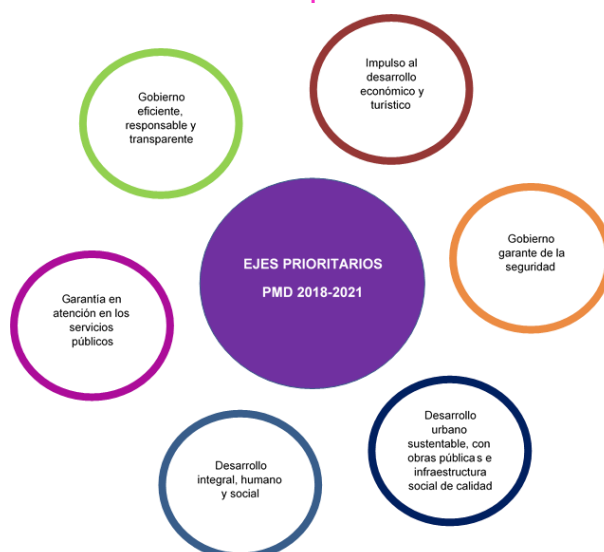 Impulso al
desarrollo
económico y
turístico
Gobierno
eficiente,
responsable y
transparente
Gobierno
garante de la
seguridad
EJES PRIORITARIOS
PMD 2018-2021
Garantía en
atención en los
servicios
públicos
Desarrollo
urbano
sustentable, con
obras públicas e
infraestructura
social de calidad
Desarrollo
integral, humano
y social